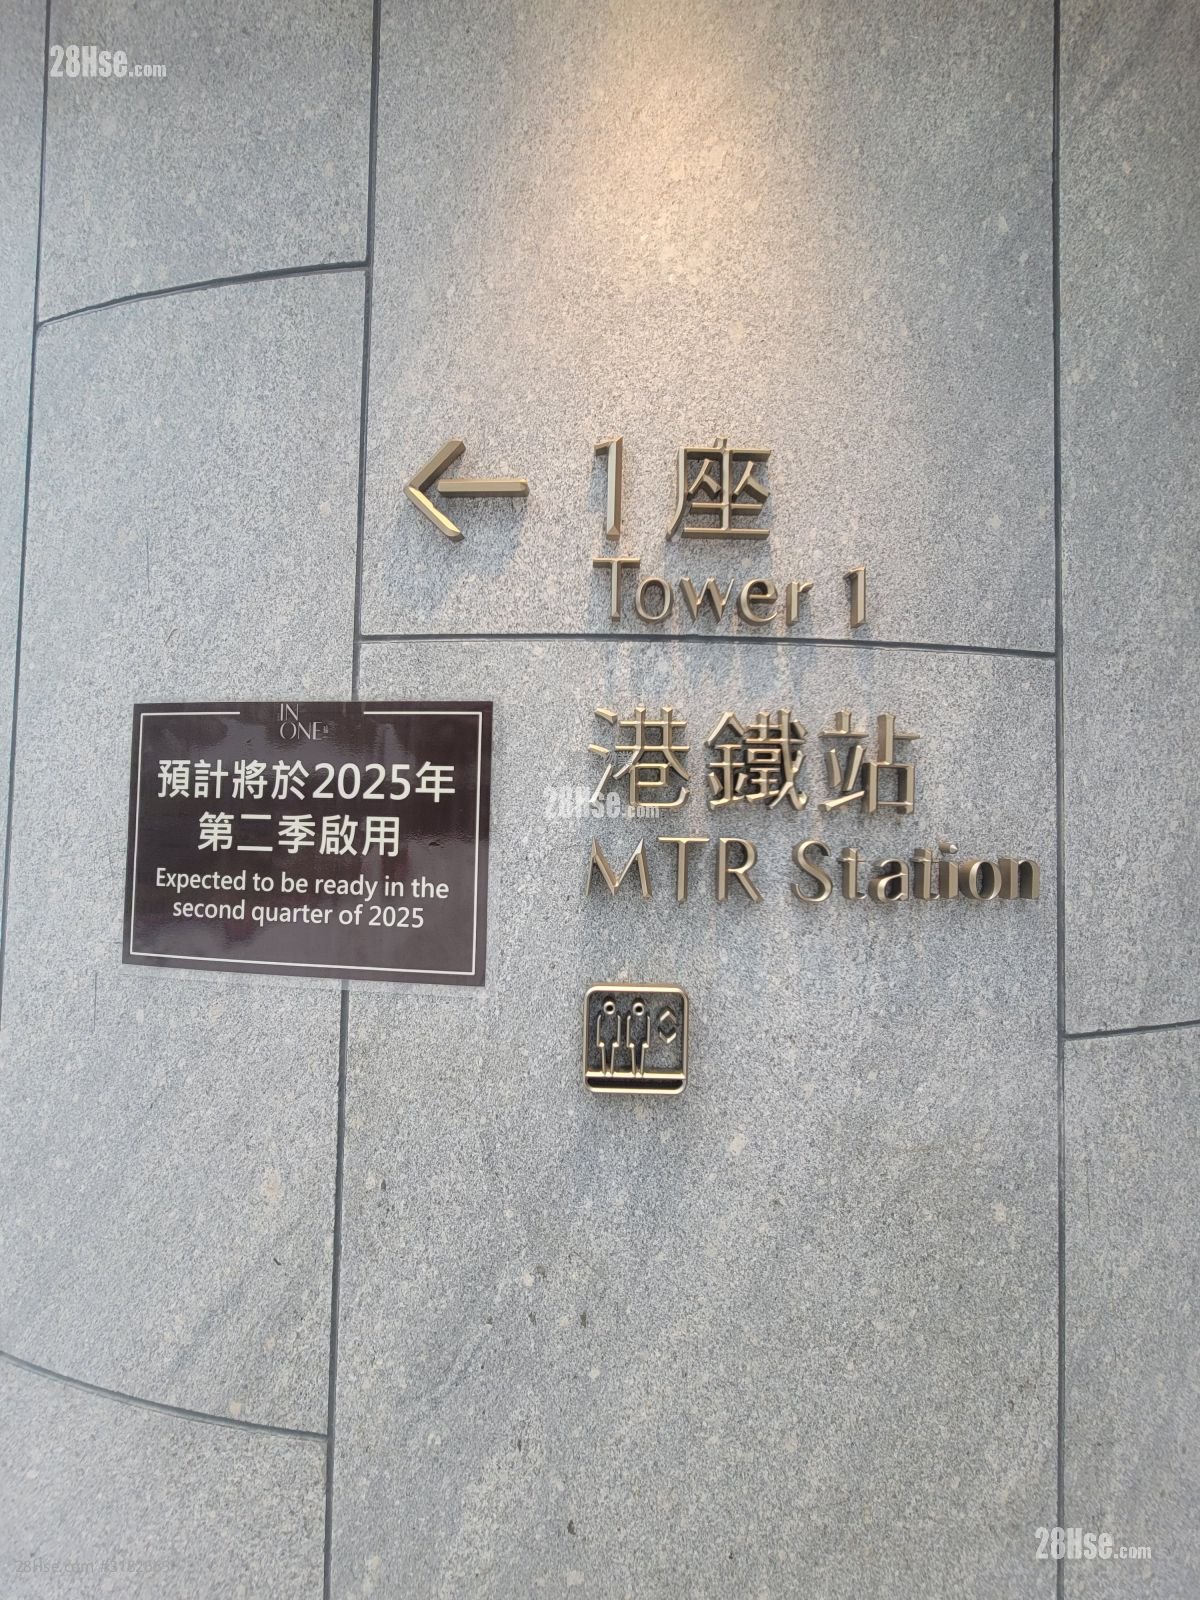 28Hse.com
1座
Tower 1
IN
ONE
預計將於2025年
第二季啟用
Expected to be ready in the
second quarter of 2025
港鐵站
28Hse.com
MTR Station
28Hse.com
28Hse.com